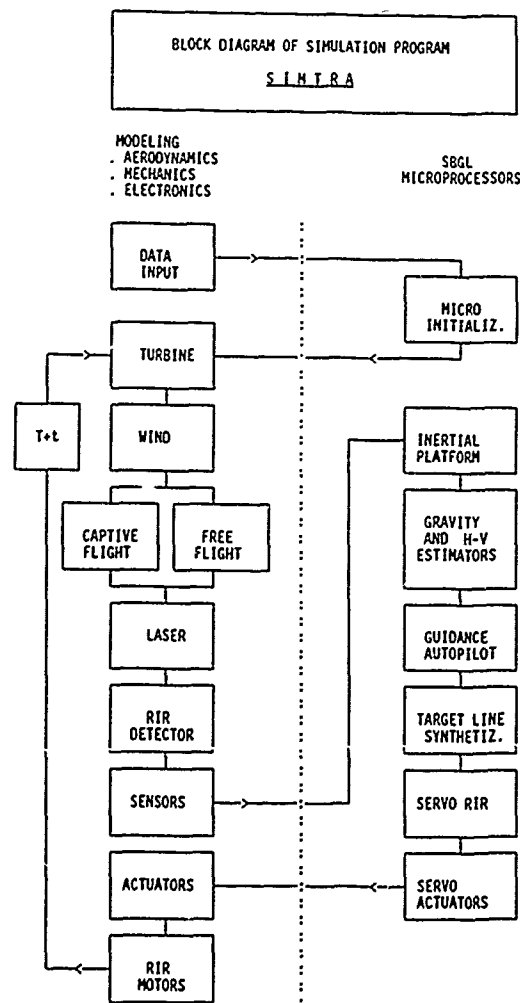 BLOCK DIAGRAM OF SIMULATION PROGRAM
S I M T R A
MODELING
. AERODYNAMICS
. MECHANICS
. ELECTRONICS
SBGL
MICROPROCESSORS
DATA
INPUT
MICRO
INITIALIZ.
TURBINE
T+t
WIND
INERTIAL
PLATFORM
CAPTIVE
FLIGHT
FREE
FLIGHT
GRAVITY
AND H-V
ESTIMATORS
LASER
GUIDANCE
AUTOPILOT
RIR
DETECTOR
TARGET LINE
SYNTHETIZ.
SENSORS
SERVO RIR
ACTUATORS
SERVO
ACTUATORS
RIR
MOTORS